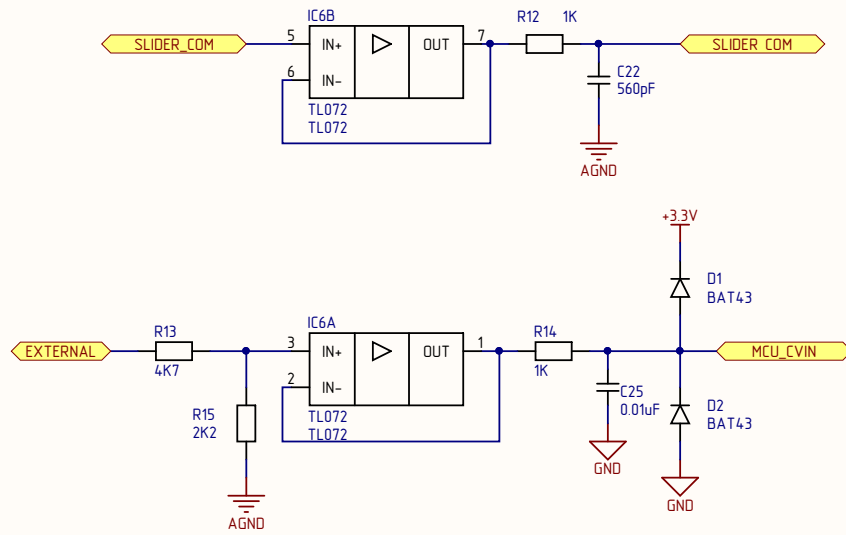 IC6B
R12 1K
SLIDER_COM
5
IN+
OUT
7
SLIDER COM
6
IN-
C22
560pF
TL072
TL072
AGND
+3.3V
D1
BAT43
IC6A
R13
R14
EXTERNAL
3
IN+
OUT
1
MCU_CVIN
4K7
1K
2
IN-
C25
0.01uF
R15
2K2
D2
BAT43
TL072
TL072
GND
GND
AGND